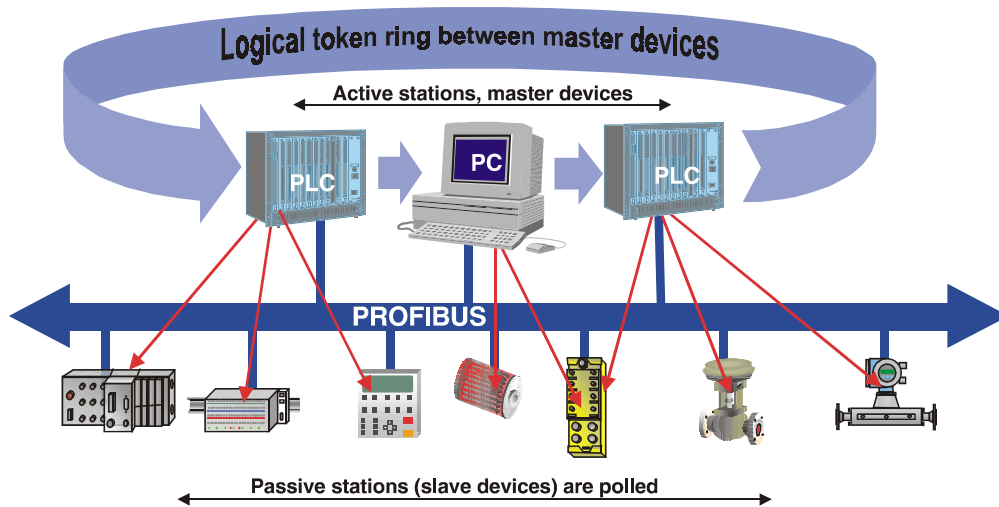 Logical token ring between master devices
Active stations, master devices
PLC
PC
PLC
PROFIBUS
Passive stations (slave devices) are polled